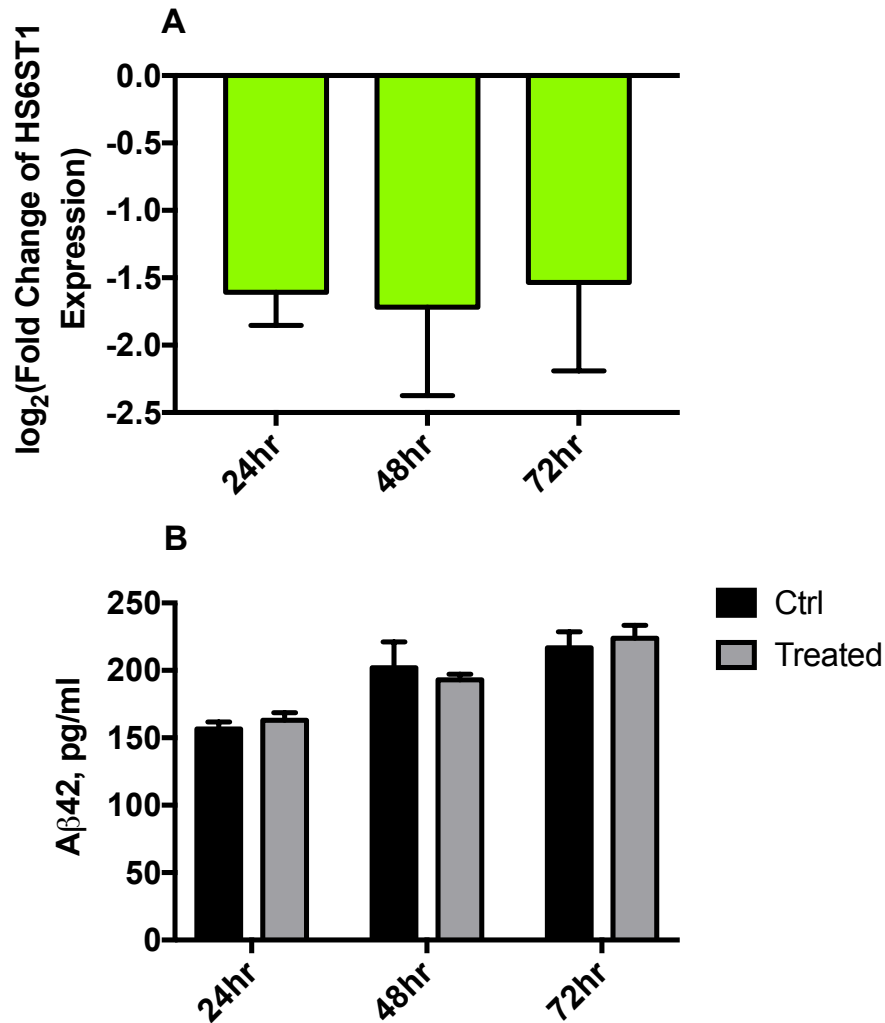 A
log₂(Fold Change of HS6ST1
Expression)
0.0
-0.5
-1.0
-1.5
-2.0
-2.5
24hr
48hr
72hr
B
Aβ42, pg/ml
250
200
150
100
50
0
24hr
48hr
72hr
Ctrl
Treated